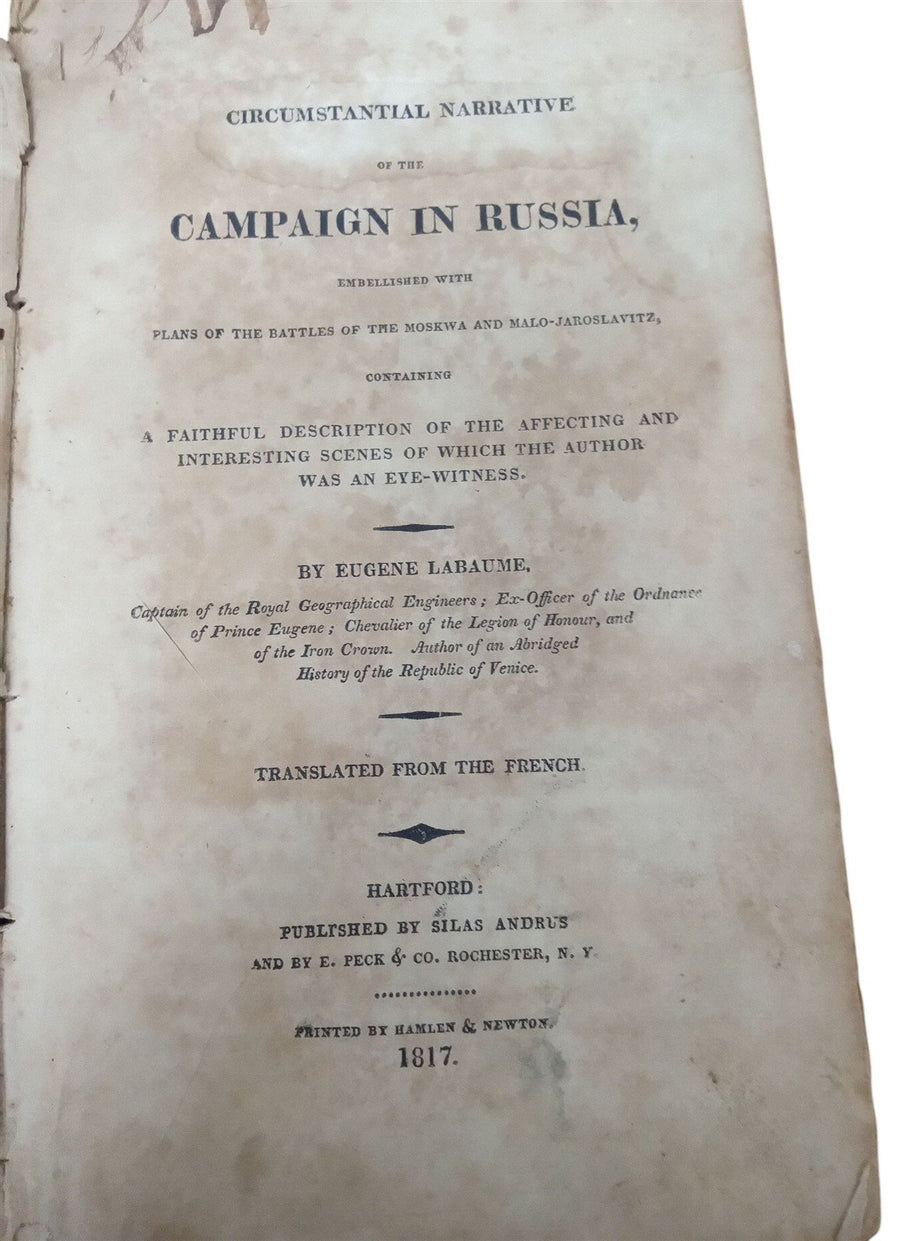 CIRCUMSTANTIAL NARRATIVE
OF THE
CAMPAIGN IN RUSSIA,
EMBELLISHED WITH
PLANS OF THE BATTLES OF THE MOSKWA AND MALO-JAROSLAVITZ,
CONTAINING
A FAITHFUL DESCRIPTION OF THE AFFECTING AND
INTERESTING SCENES OF WHICH THE AUTHOR
WAS AN EYE-WITNESS.
BY EUGENE LABAUME,
Captain of the Royal Geographical Engineers; Ex-Officer of the Ordnance
of Prince Eugene; Chevalier of the Legion of Honour, and
of the Iron Crown. Author of an Abridged
History of the Republic of Venice.
TRANSLATED FROM THE FRENCH.
HARTFORD:
PUBLISHED BY SILAS ANDRUS
AND BY E. PECK & CO. ROCHESTER, N. Y.
PRINTED BY HAMLEN & NEWTON.
1817.